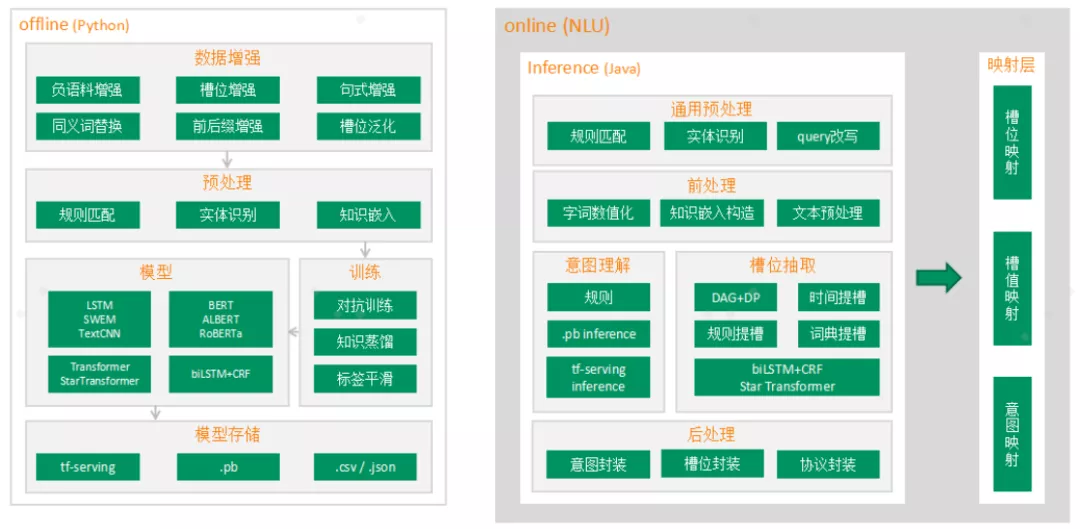 offline (Python)
数据增强
负语料增强
槽位增强
句式增强
同义词替换
前后缀增强
槽位泛化
预处理
规则匹配
实体识别
知识嵌入
模型
LSTM
SWEM
TextCNN
BERT
ALBERT
RoBERTa
Transformer
StarTransformer
biLSTM+CRF
训练
对抗训练
知识蒸馏
标签平滑
模型存储
tf-serving
.pb
.csv / .json
online (NLU)
Inference (Java)
通用预处理
规则匹配
实体识别
query改写
前处理
字词数值化
知识嵌入构造
文本预处理
意图理解
规则
.pb inference
tf-serving
inference
槽位抽取
DAG+DP
时间提槽
规则提槽
词典提槽
biLSTM+CRF
Star Transformer
后处理
意图封装
槽位封装
协议封装
映射层
槽位映射
槽值映射
意图映射